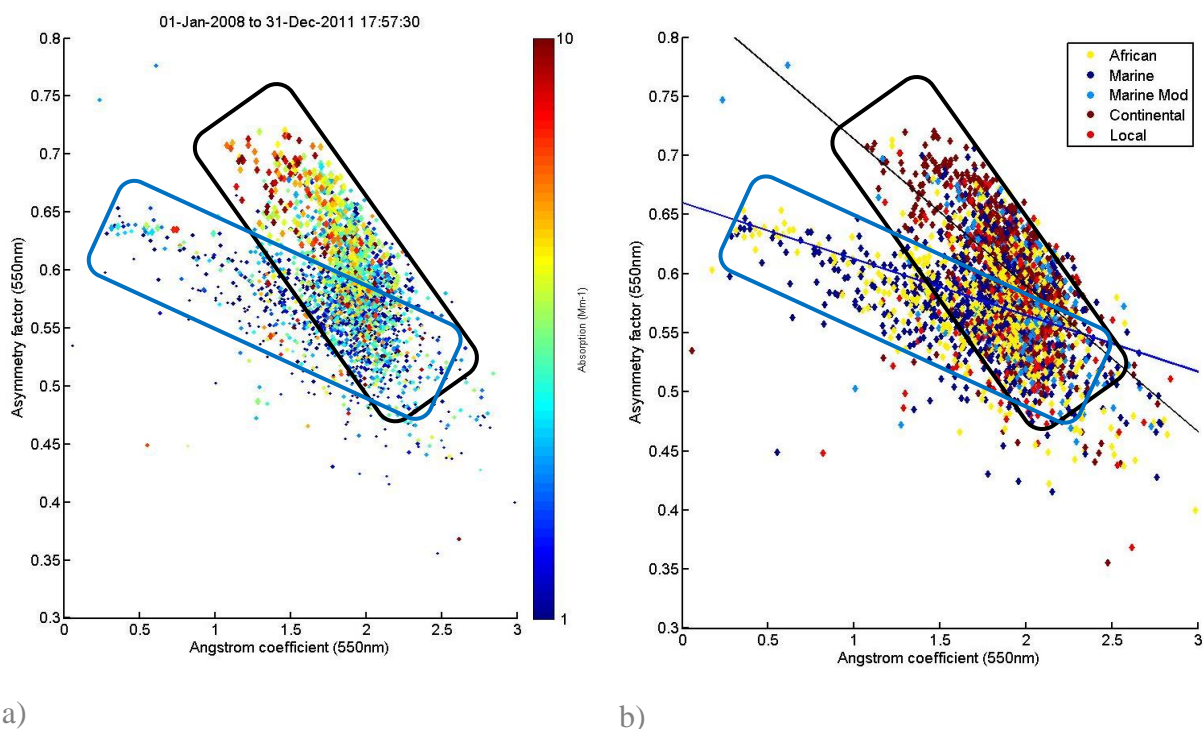 01-Jan-2008 to 31-Dec-2011 17:57:30
0.8
0.75
0.7
0.65
0.6
0.55
0.5
0.45
0.4
0.35
0.3
Asymmetry factor (550nm)
0
0.5
1
1.5
2
2.5
3
Angstrom coefficient (550nm)
10
Absorption (Mm-1)
1
a)
0.8
0.75
0.7
0.65
0.6
0.55
0.5
0.45
0.4
0.35
0.3
Asymmetry factor (550nm)
0
0.5
1
1.5
2
2.5
3
Angstrom coefficient (550nm)
African
Marine
Marine Mod
Continental
Local
b)